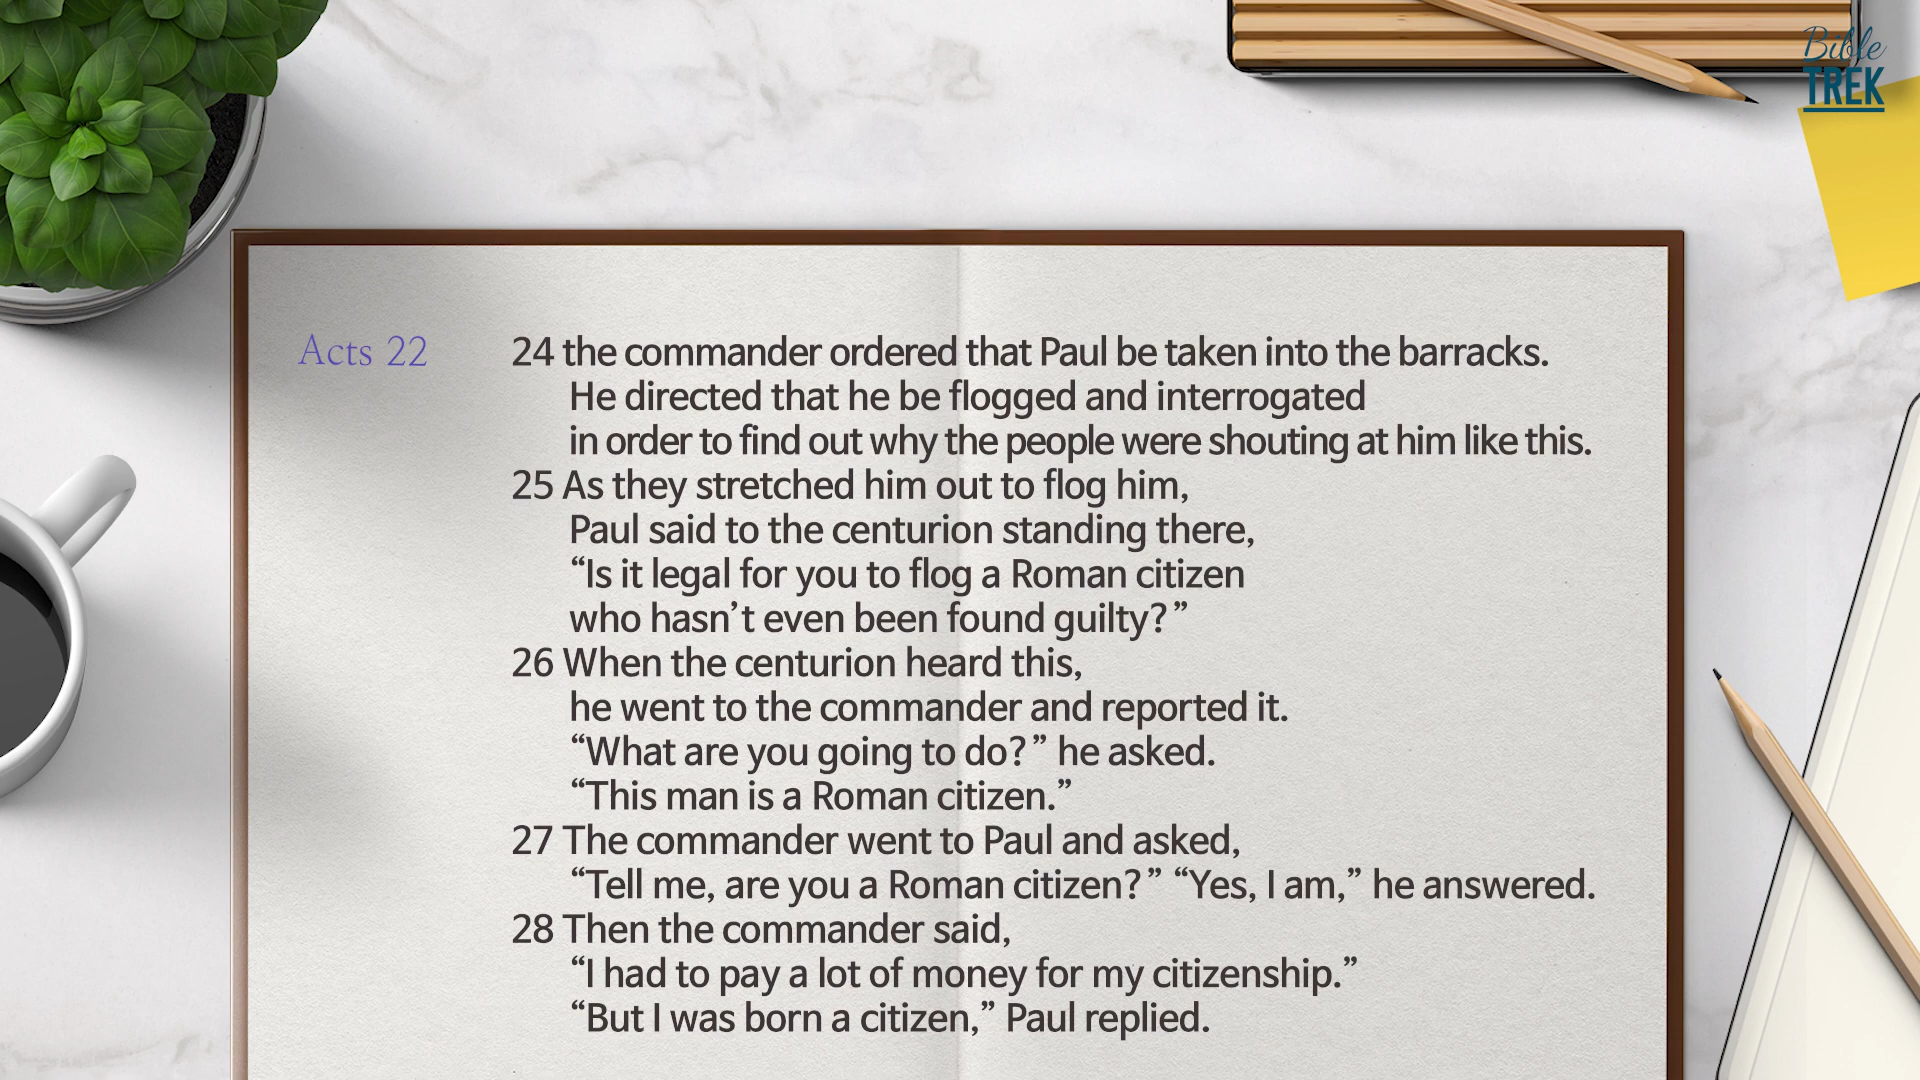 Bible
TREK
Acts 22
24 the commander ordered that Paul be taken into the barracks.
He directed that he be flogged and interrogated
in order to find out why the people were shouting at him like this.
25 As they stretched him out to flog him,
Paul said to the centurion standing there,
“Is it legal for you to flog a Roman citizen
who hasn’t even been found guilty?”
26 When the centurion heard this,
he went to the commander and reported it.
“What are you going to do?” he asked.
“This man is a Roman citizen.”
27 The commander went to Paul and asked,
“Tell me, are you a Roman citizen?” “Yes, I am,” he answered.
28 Then the commander said,
“I had to pay a lot of money for my citizenship.”
“But I was born a citizen,” Paul replied.